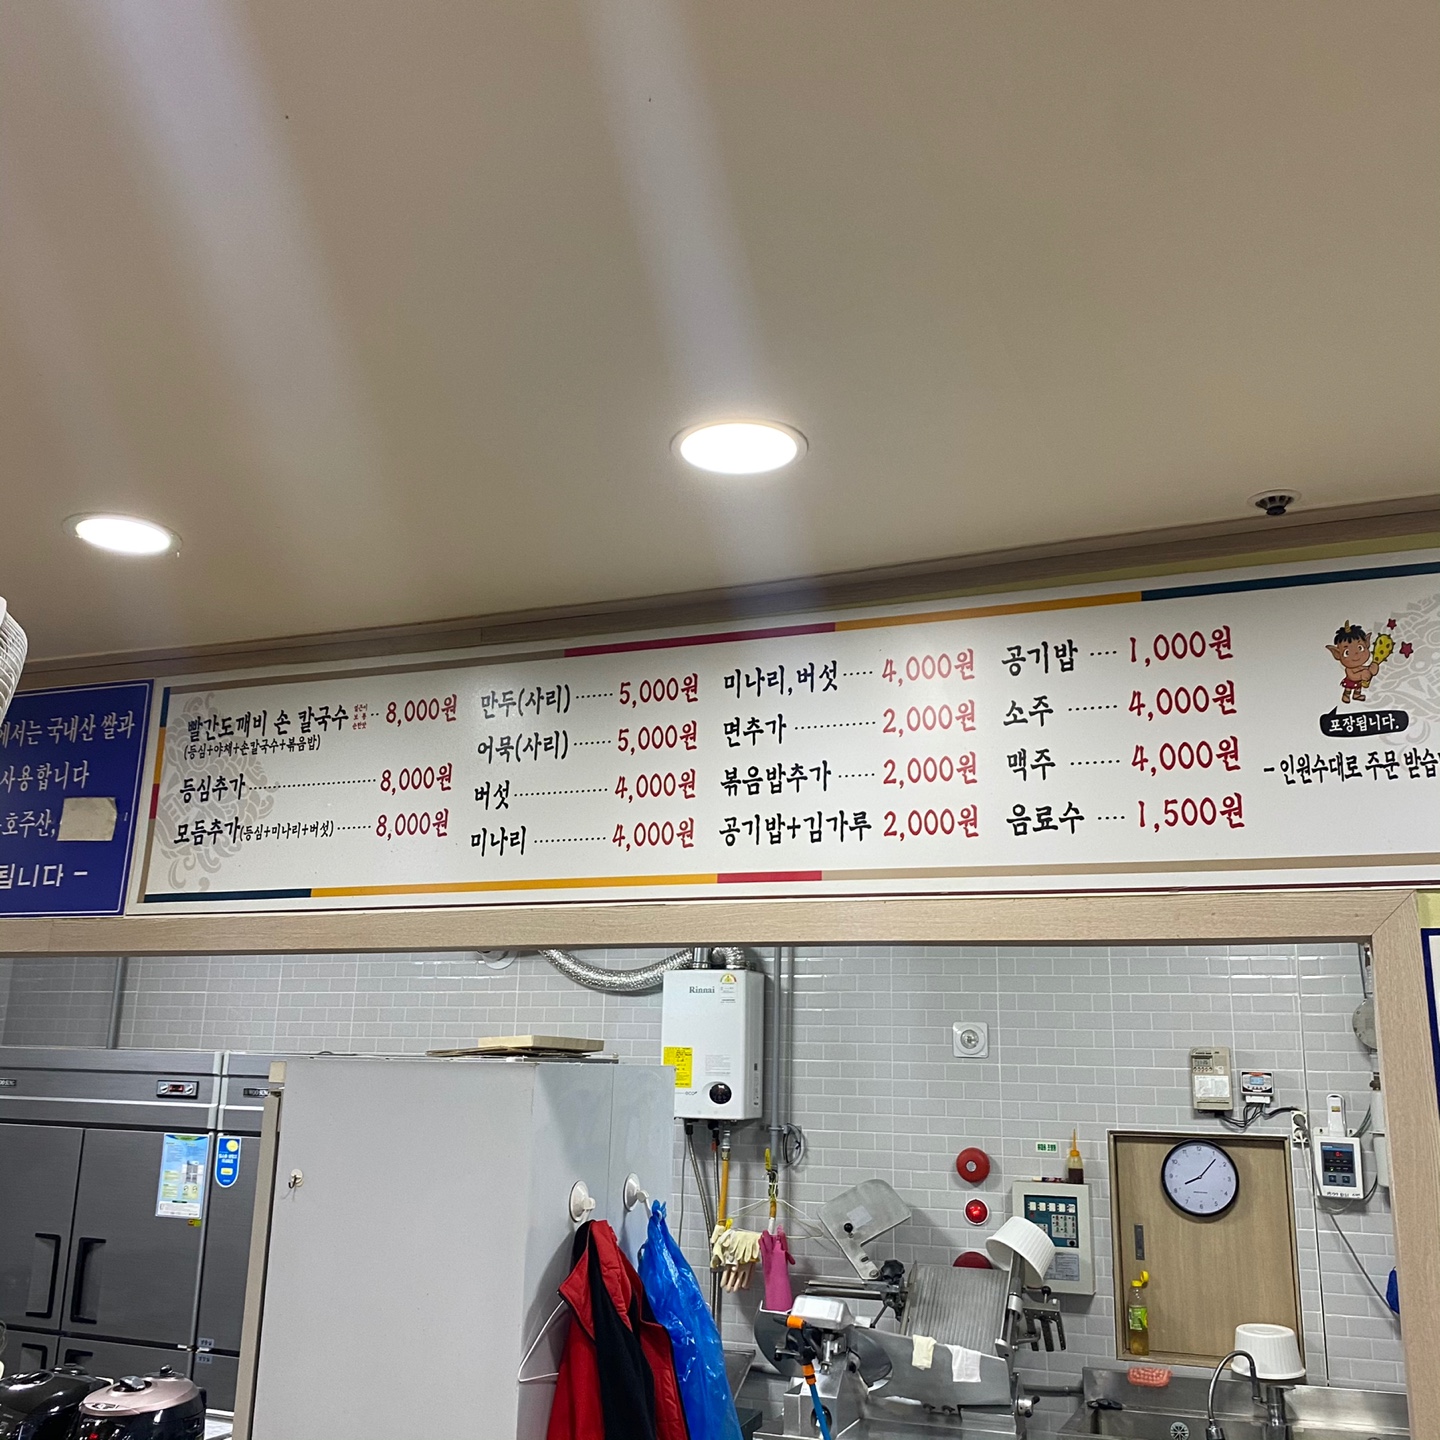 에서는 국내산 쌀과
사용합니다
호주산,
됩니다 -
빨간도깨비 손 칼국수 8,000원
(등심+야채+손칼국수+볶음밥)
등심추가 8,000원
모듬추가(등심+미나리+버섯) 8,000원
만두(사리) 5,000원
어묵(사리) 5,000원
버섯 4,000원
미나리 4,000원
미나리,버섯 4,000원
면추가 2,000원
볶음밥추가 2,000원
공기밥+김가루 2,000원
공기밥 1,000원
소주 4,000원
맥주 4,000원
음료수 1,500원
포장됩니다.
- 인원수대로 주문 받습
Rinnai